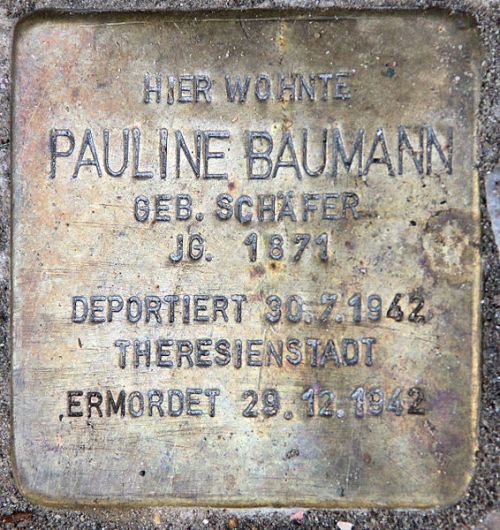 HIER WOHNTE
PAULINE BAUMANN
GEB. SCHÄFER
JG. 1871
DEPORTIERT 30.7.1942
THERESIENSTADT
ERMORDET 29.12.1942